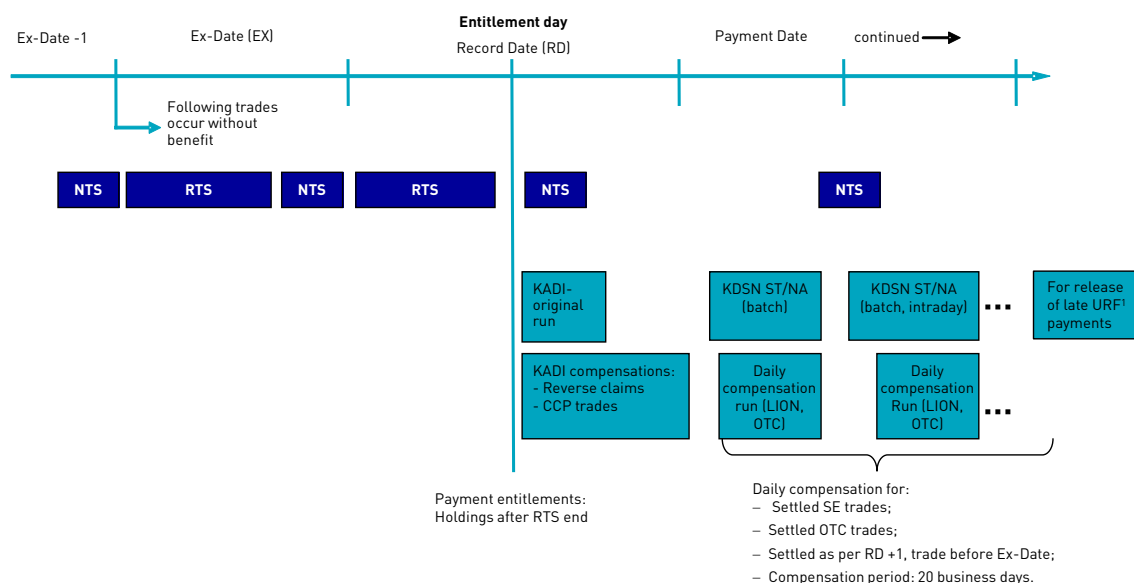 Entitlement day
Ex-Date -1
Ex-Date (EX)
Record Date (RD)
Payment Date
continued
Following trades
occur without
benefit
NTS
RTS
NTS
RTS
NTS
NTS
KADI-
original
run
KDSN ST/NA
(batch)
KDSN ST/NA
(batch, intraday)
...
For release
of late URF¹
payments
KADI compensations:
- Reverse claims
- CCP trades
Daily
compensation
run (LION,
OTC)
Daily
compensation
Run (LION,
OTC)
...
Payment entitlements:
Holdings after RTS end
Daily compensation for:
– Settled SE trades;
– Settled OTC trades;
– Settled as per RD +1, trade before Ex-Date;
– Compensation period: 20 business days.